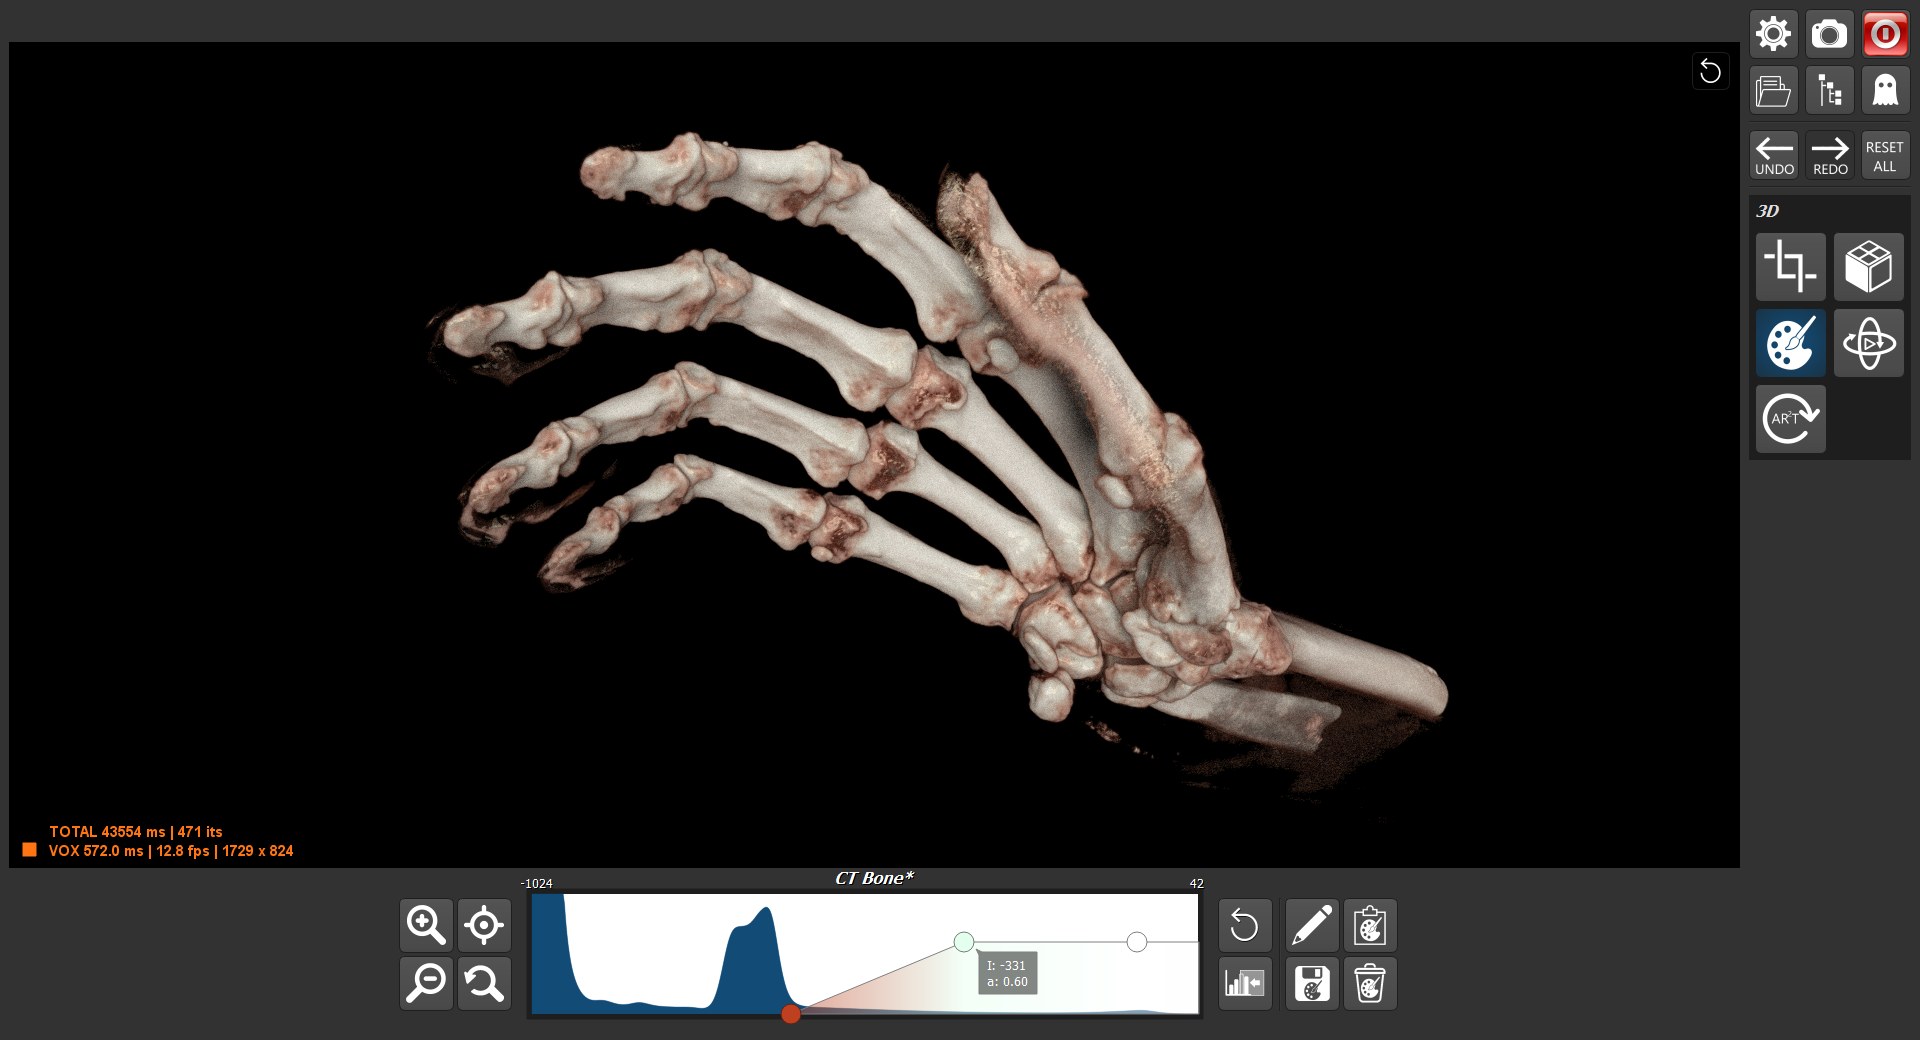 UNDO
REDO
RESET
ALL
3D
AR²T
TOTAL 43554 ms | 471 its
VOX 572.0 ms | 12.8 fps | 1729 x 824
CT Bone*
-1024
42
I: -331
a: 0.60